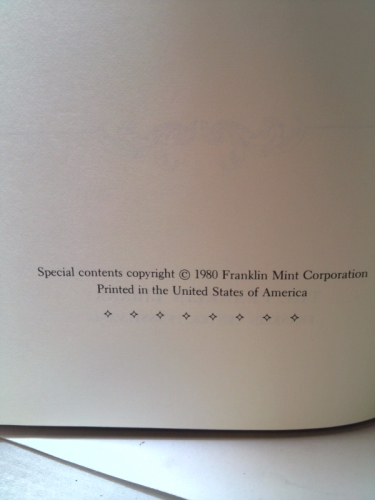 Special contents copyright © 1980 Franklin Mint Corporation
Printed in the United States of America